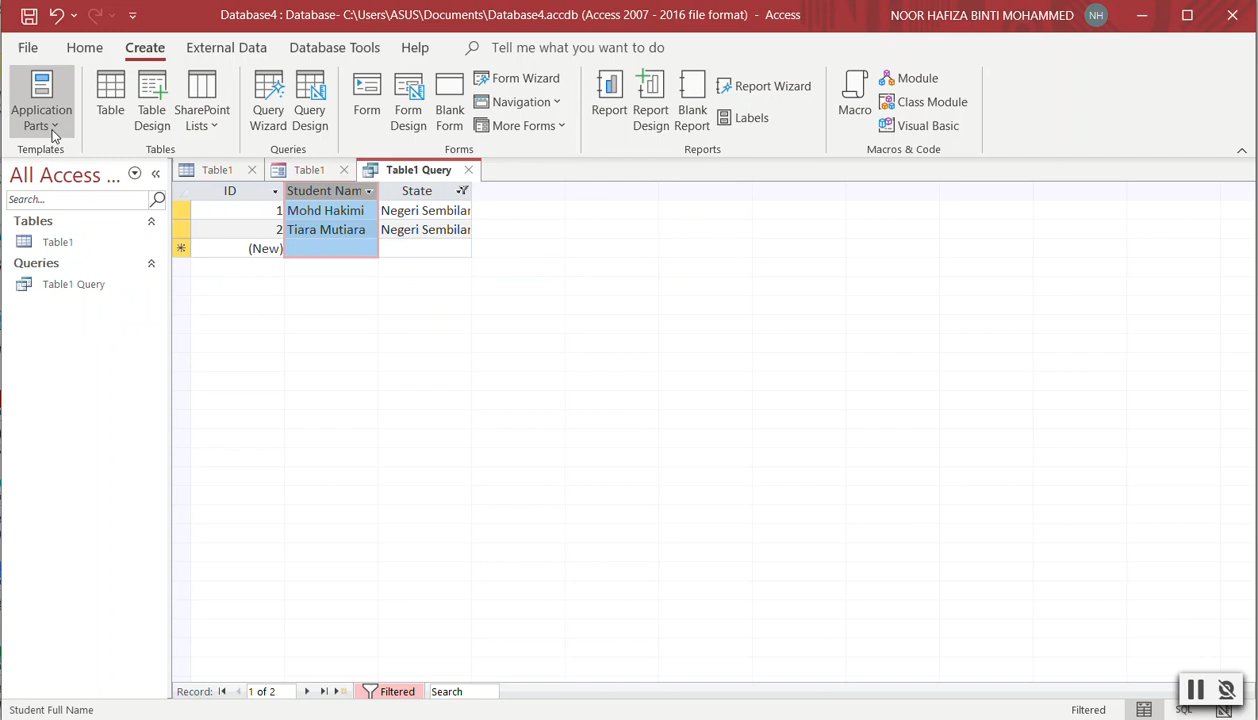 Database4 : Database- C:\Users\ASUS\Documents\Database4.accdb (Access 2007 - 2016 file format) - Access
NOOR HAFIZA BINTI MOHAMMED
NH
File Home Create External Data Database Tools Help Tell me what you want to do
Application Parts
Table
Table Design
SharePoint Lists
Query Wizard
Query Design
Form
Form Design
Blank Form
Form Wizard
Navigation
More Forms
Report
Report Design
Blank Report
Report Wizard
Labels
Macro
Module
Class Module
Visual Basic
Templates Tables Queries Forms Reports Macros & Code
All Access ...
Search...
Tables
Table1
Queries
Table1 Query
Table1 Table1 Table1 Query
ID Student Nam State
1 Mohd Hakimi Negeri Sembilan
2 Tiara Mutiara Negeri Sembilan
(New)
Record: 1 of 2 Filtered Search
Student Full Name
Filtered
SQL